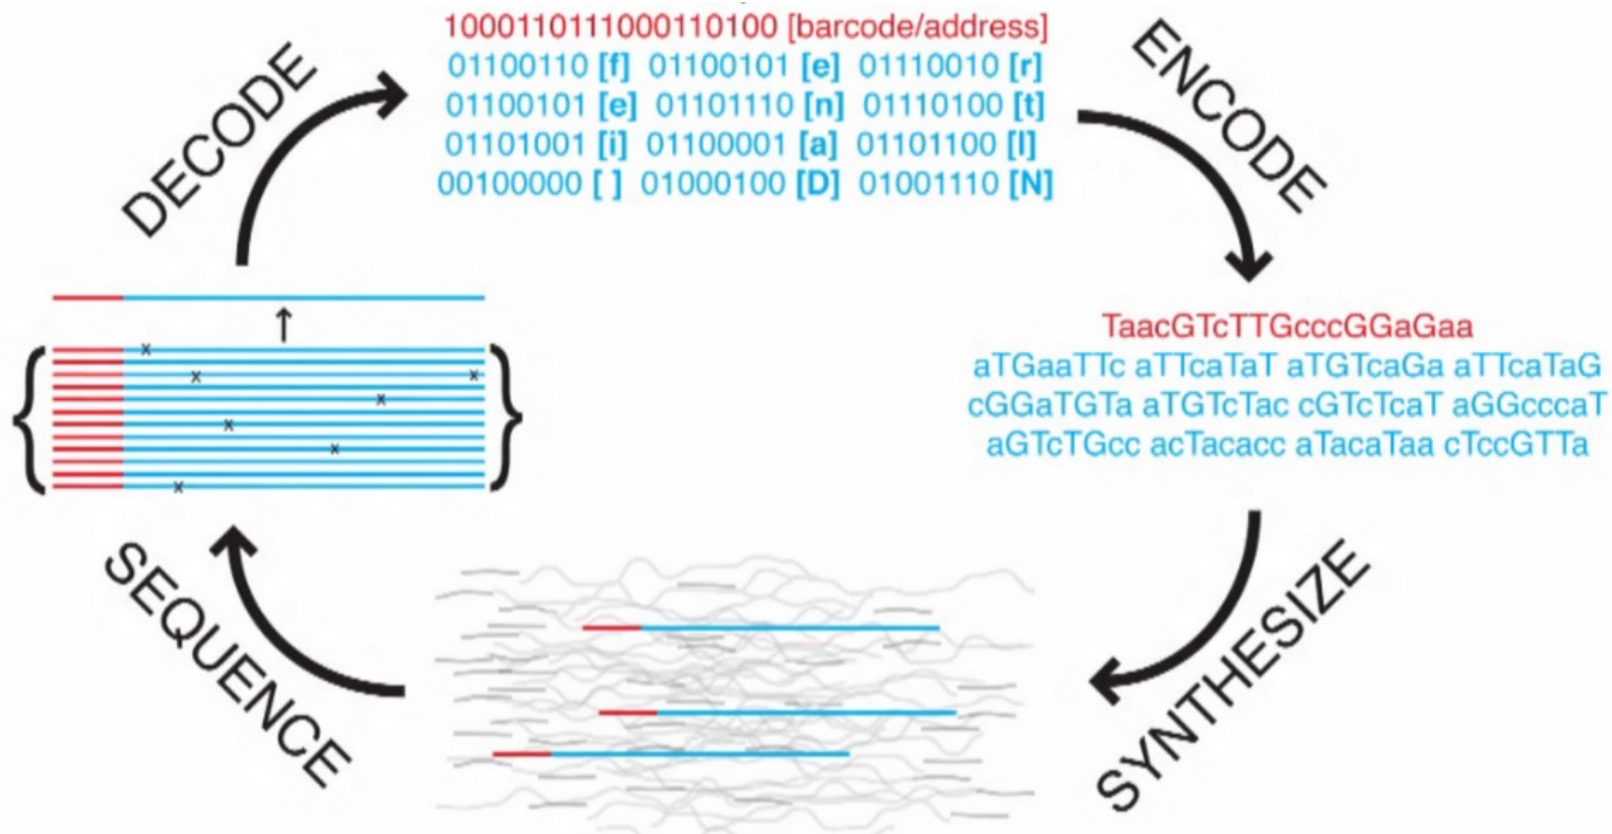 1000110111000110100 [barcode/address]
01100110 [f] 01100101 [e] 01110010 [r]
01100101 [e] 01101110 [n] 01110100 [t]
01101001 [i] 01100001 [a] 01101100 [l]
00100000 [ ] 01000100 [D] 01001110 [N]
ENCODE
TaacGTcTTGcccGGaGaa
aTGaaTTc aTTcaTaT aTGTcaGa aTTcaTaG
cGGaTGTa aTGTcTac cGTcTcaT aGGcccaT
aGTcTGcc acTacacc aTacaTaa cTccGTTa
SYNTHESIZE
SEQUENCE
x
x x
x
x
x
x
DECODE